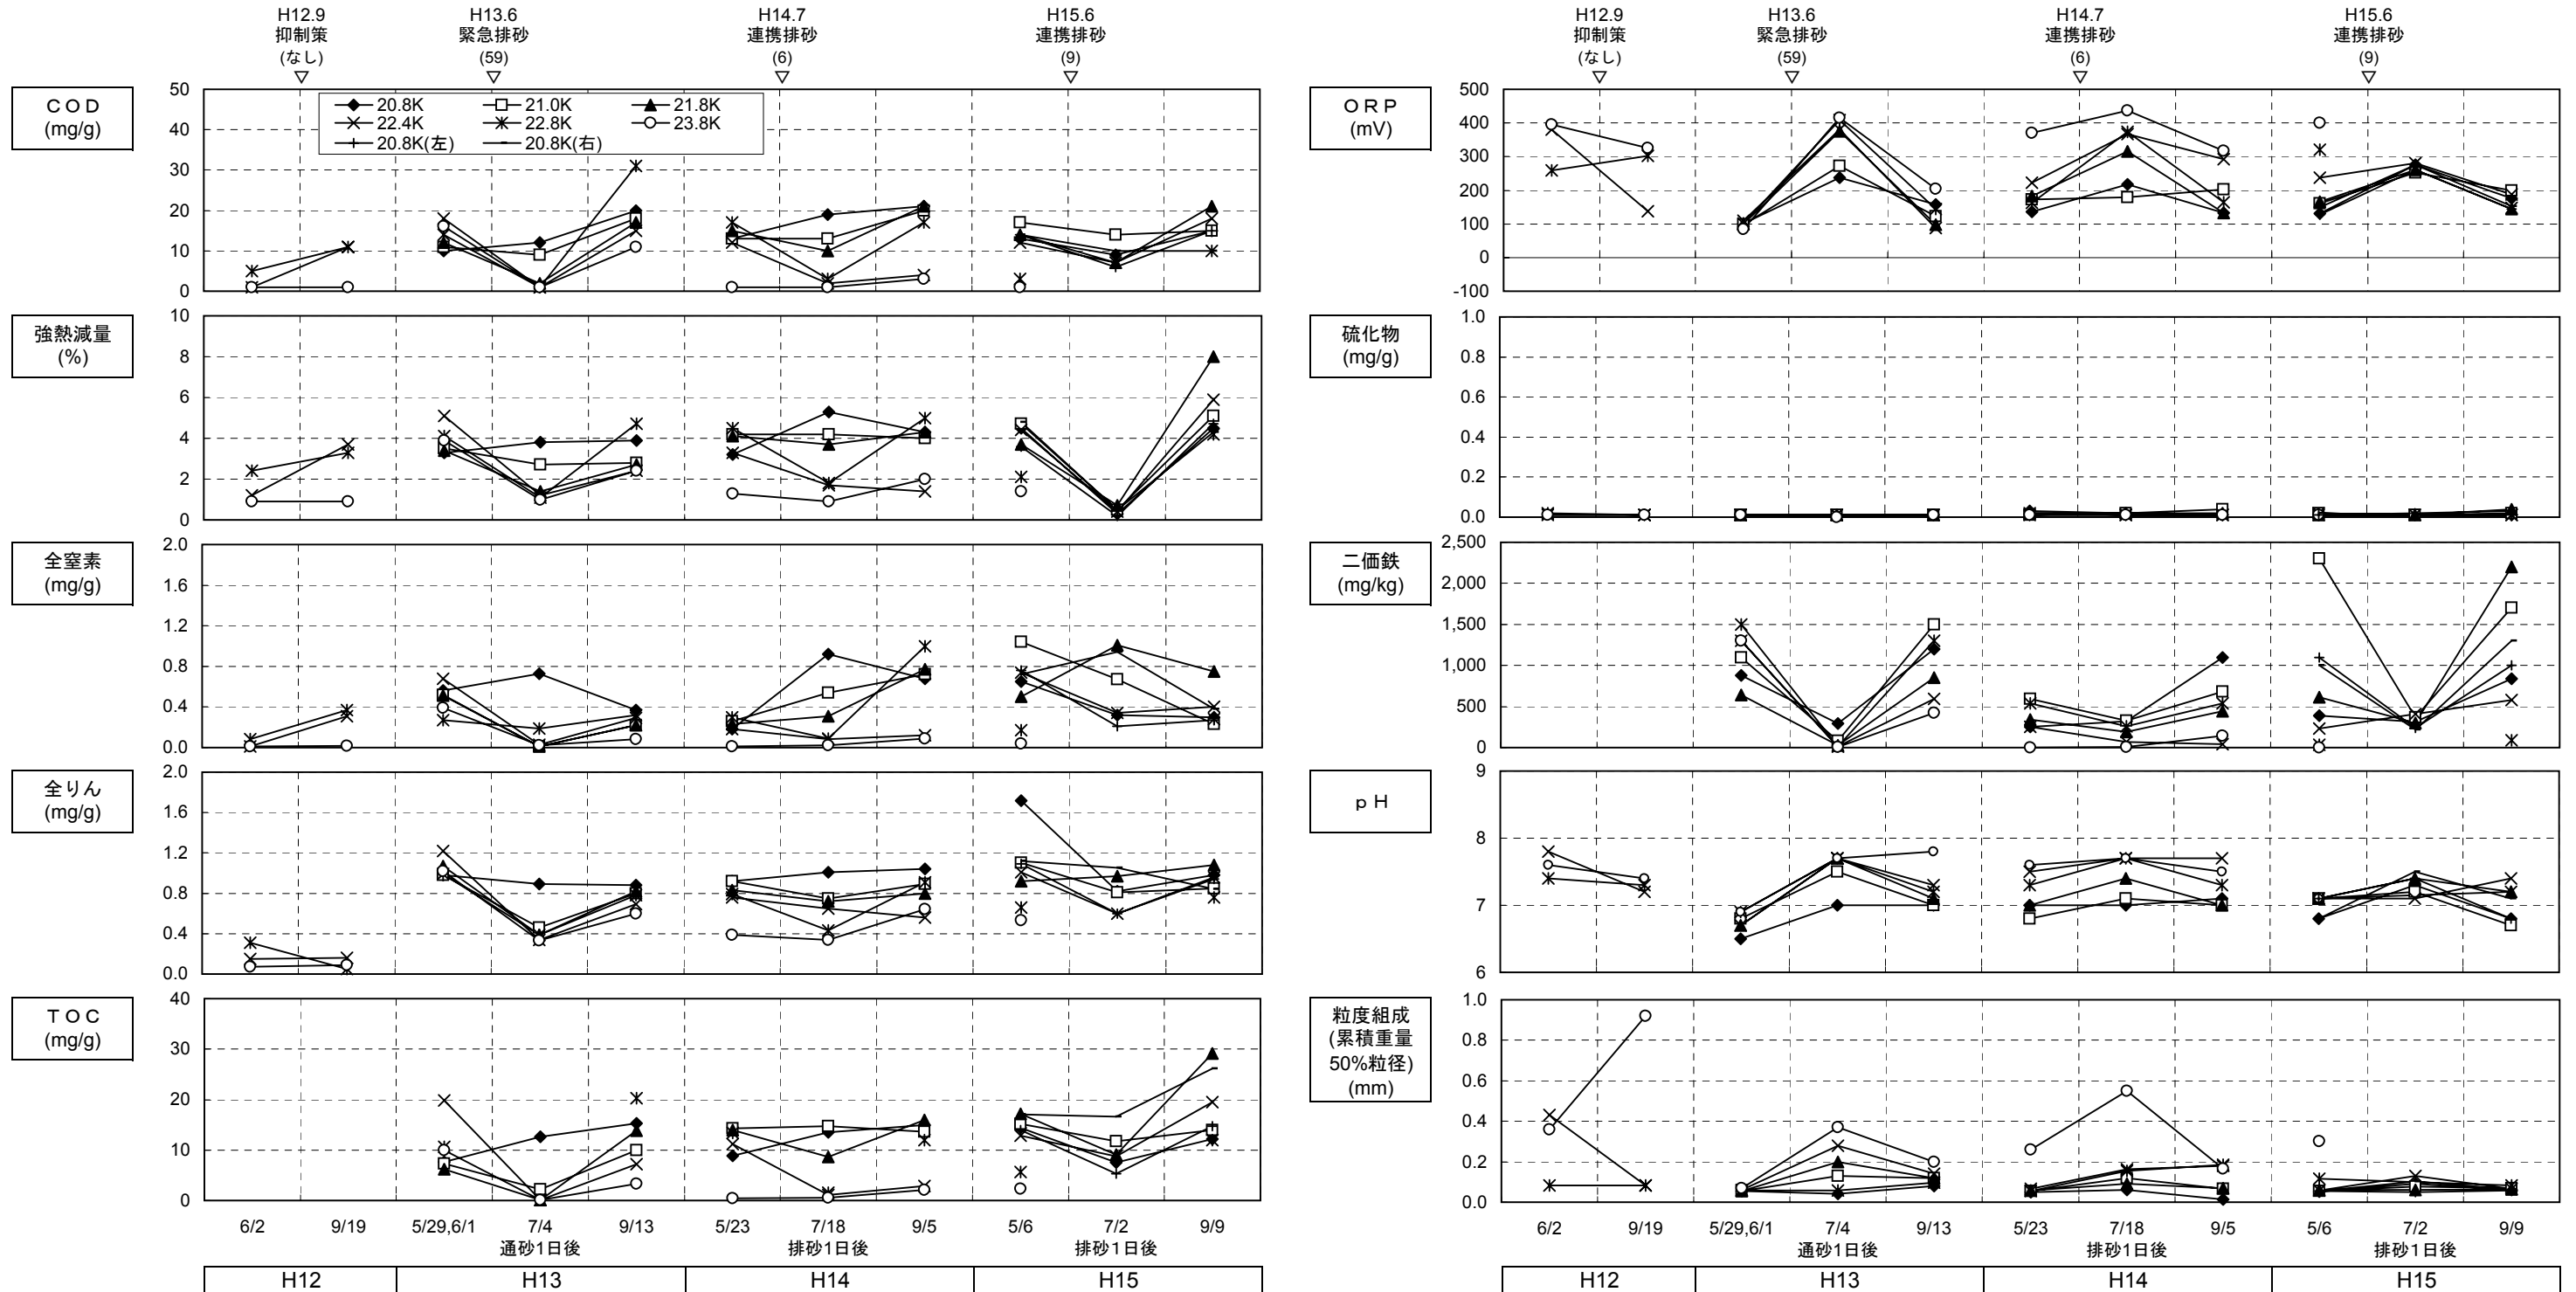 H12.9
抑制策
(なし)
▽
H13.6
緊急排砂
(59)
▽
H14.7
連携排砂
(6)
▽
H15.6
連携排砂
(9)
▽
ＣＯＤ
(mg/g)
50
40
30
20
10
0
20.8K
21.0K
21.8K
22.4K
22.8K
23.8K
20.8K(左)
20.8K(右)
強熱減量
(%)
10
8
6
4
2
0
全窒素
(mg/g)
2.0
1.6
1.2
0.8
0.4
0.0
全りん
(mg/g)
2.0
1.6
1.2
0.8
0.4
0.0
ＴＯＣ
(mg/g)
40
30
20
10
0
6/2
9/19
5/29,6/1
7/4
9/13
5/23
7/18
9/5
5/6
7/2
9/9
通砂1日後
排砂1日後
排砂1日後
H12
H13
H14
H15
H12.9
抑制策
(なし)
▽
H13.6
緊急排砂
(59)
▽
H14.7
連携排砂
(6)
▽
H15.6
連携排砂
(9)
▽
ＯＲＰ
(mV)
500
400
300
200
100
0
-100
硫化物
(mg/g)
1.0
0.8
0.6
0.4
0.2
0.0
二価鉄
(mg/kg)
2,500
2,000
1,500
1,000
500
0
ｐＨ
9
8
7
6
粒度組成
(累積重量
50%粒径)
(mm)
1.0
0.8
0.6
0.4
0.2
0.0
6/2
9/19
5/29,6/1
7/4
9/13
5/23
7/18
9/5
5/6
7/2
9/9
通砂1日後
排砂1日後
排砂1日後
H12
H13
H14
H15